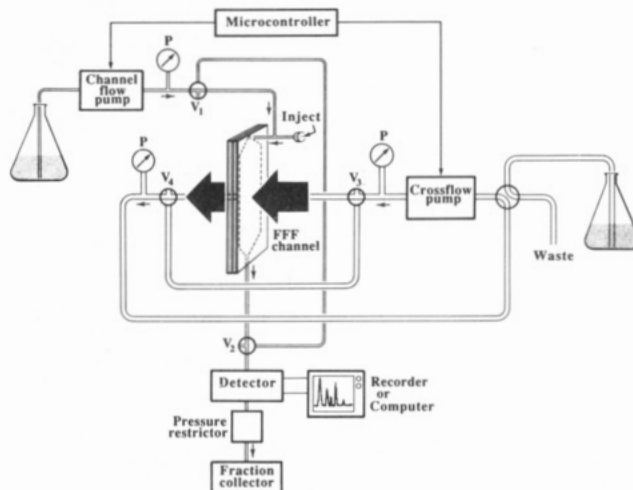 Microcontroller
P
Channel
flow
pump
V1
Inject
P
V4
P
V3
Crossflow
pump
FFF
channel
Waste
V2
Detector
Recorder
or
Computer
Pressure
restrictor
Fraction
collector